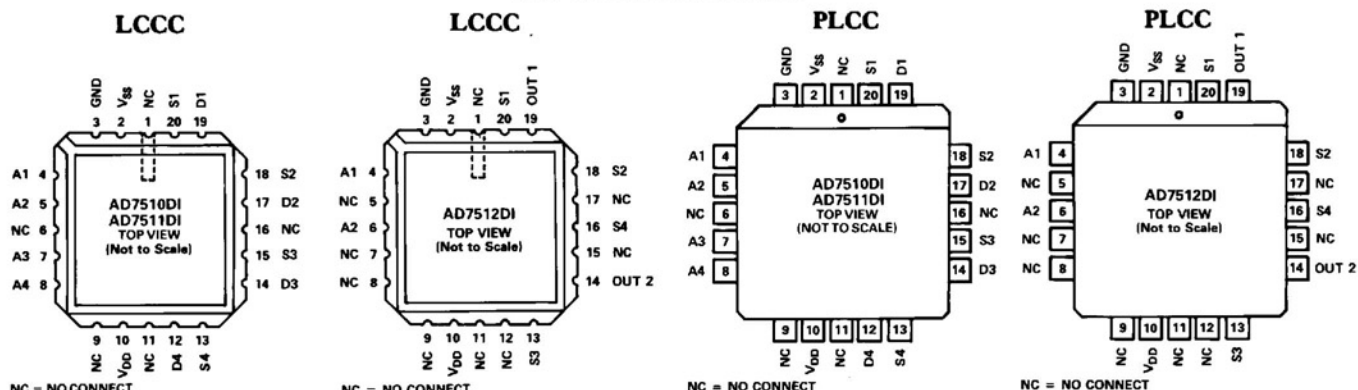 LCCC
GND VSS NC S1 D1
3 2 1 20 19
A1 4
A2 5
NC 6
A3 7
A4 8
AD7510DI
AD7511DI
TOP VIEW
(Not to Scale)
18 S2
17 D2
16 NC
15 S3
14 D3
9 10 11 12 13
NC VDD NC D4 S4
NC = NO CONNECT
LCCC
GND VSS NC S1 OUT 1
3 2 1 20 19
A1 4
NC 5
A2 6
NC 7
NC 8
AD7512DI
TOP VIEW
(Not to Scale)
18 S2
17 NC
16 S4
15 NC
14 OUT 2
9 10 11 12 13
NC VDD NC NC S3
NC = NO CONNECT
PLCC
GND VSS NC S1 D1
3 2 1 20 19
A1 4
A2 5
NC 6
A3 7
A4 8
AD7510DI
AD7511DI
TOP VIEW
(NOT TO SCALE)
18 S2
17 D2
16 NC
15 S3
14 D3
9 10 11 12 13
NC VDD NC D4 S4
NC = NO CONNECT
PLCC
GND VSS NC S1 OUT 1
3 2 1 20 19
A1 4
NC 5
A2 6
NC 7
NC 8
AD7512DI
TOP VIEW
(Not to Scale)
18 S2
17 NC
16 S4
15 NC
14 OUT 2
9 10 11 12 13
NC VDD NC NC S3
NC = NO CONNECT